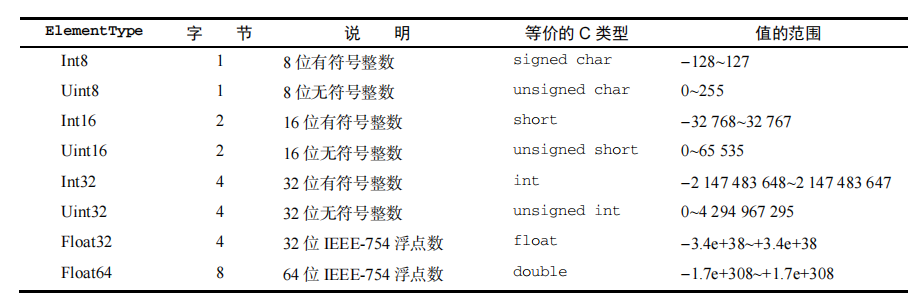 ElementType 字 节 说 明 等价的 C 类型 值的范围
Int8 1 8 位有符号整数 signed char −128~127
Uint8 1 8 位无符号整数 unsigned char 0~255
Int16 2 16 位有符号整数 short −32 768~32 767
Uint16 2 16 位无符号整数 unsigned short 0~65 535
Int32 4 32 位有符号整数 int −2 147 483 648~2 147 483 647
Uint32 4 32 位无符号整数 unsigned int 0~4 294 967 295
Float32 4 32 位 IEEE-754 浮点数 float −3.4e+38~+3.4e+38
Float64 8 64 位 IEEE-754 浮点数 double −1.7e+308~+1.7e+308